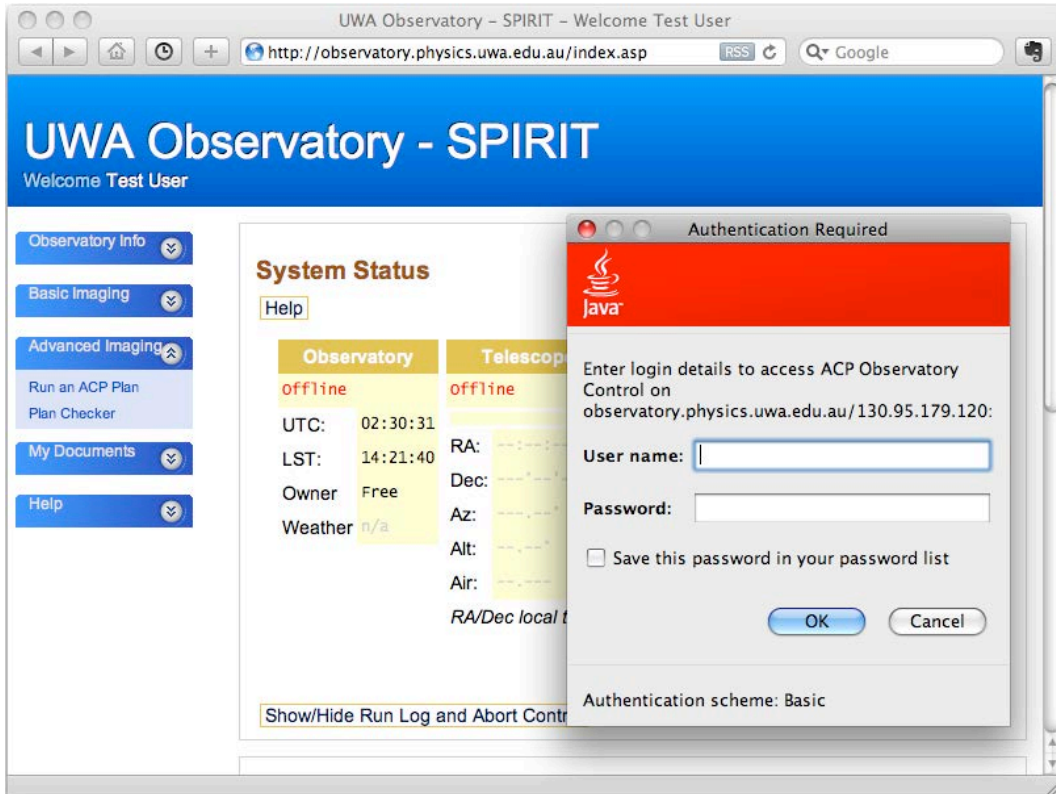 UWA Observatory – SPIRIT – Welcome Test User
http://observatory.physics.uwa.edu.au/index.asp
RSS
Google
UWA Observatory - SPIRIT
Welcome Test User
Observatory Info
Basic Imaging
Advanced Imaging
Run an ACP Plan
Plan Checker
My Documents
Help
System Status
Help
Observatory
Telescope
Offline
Offline
UTC: 02:30:31
LST: 14:21:40
Owner Free
Weather n/a
RA: --:--:--
Dec:
Az: ---.--°
Alt: --.--°
Air: --.---
RA/Dec local t
Show/Hide Run Log and Abort Contr
Authentication Required
Java
Enter login details to access ACP Observatory
Control on
observatory.physics.uwa.edu.au/130.95.179.120:
User name:
Password:
Save this password in your password list
OK
Cancel
Authentication scheme: Basic